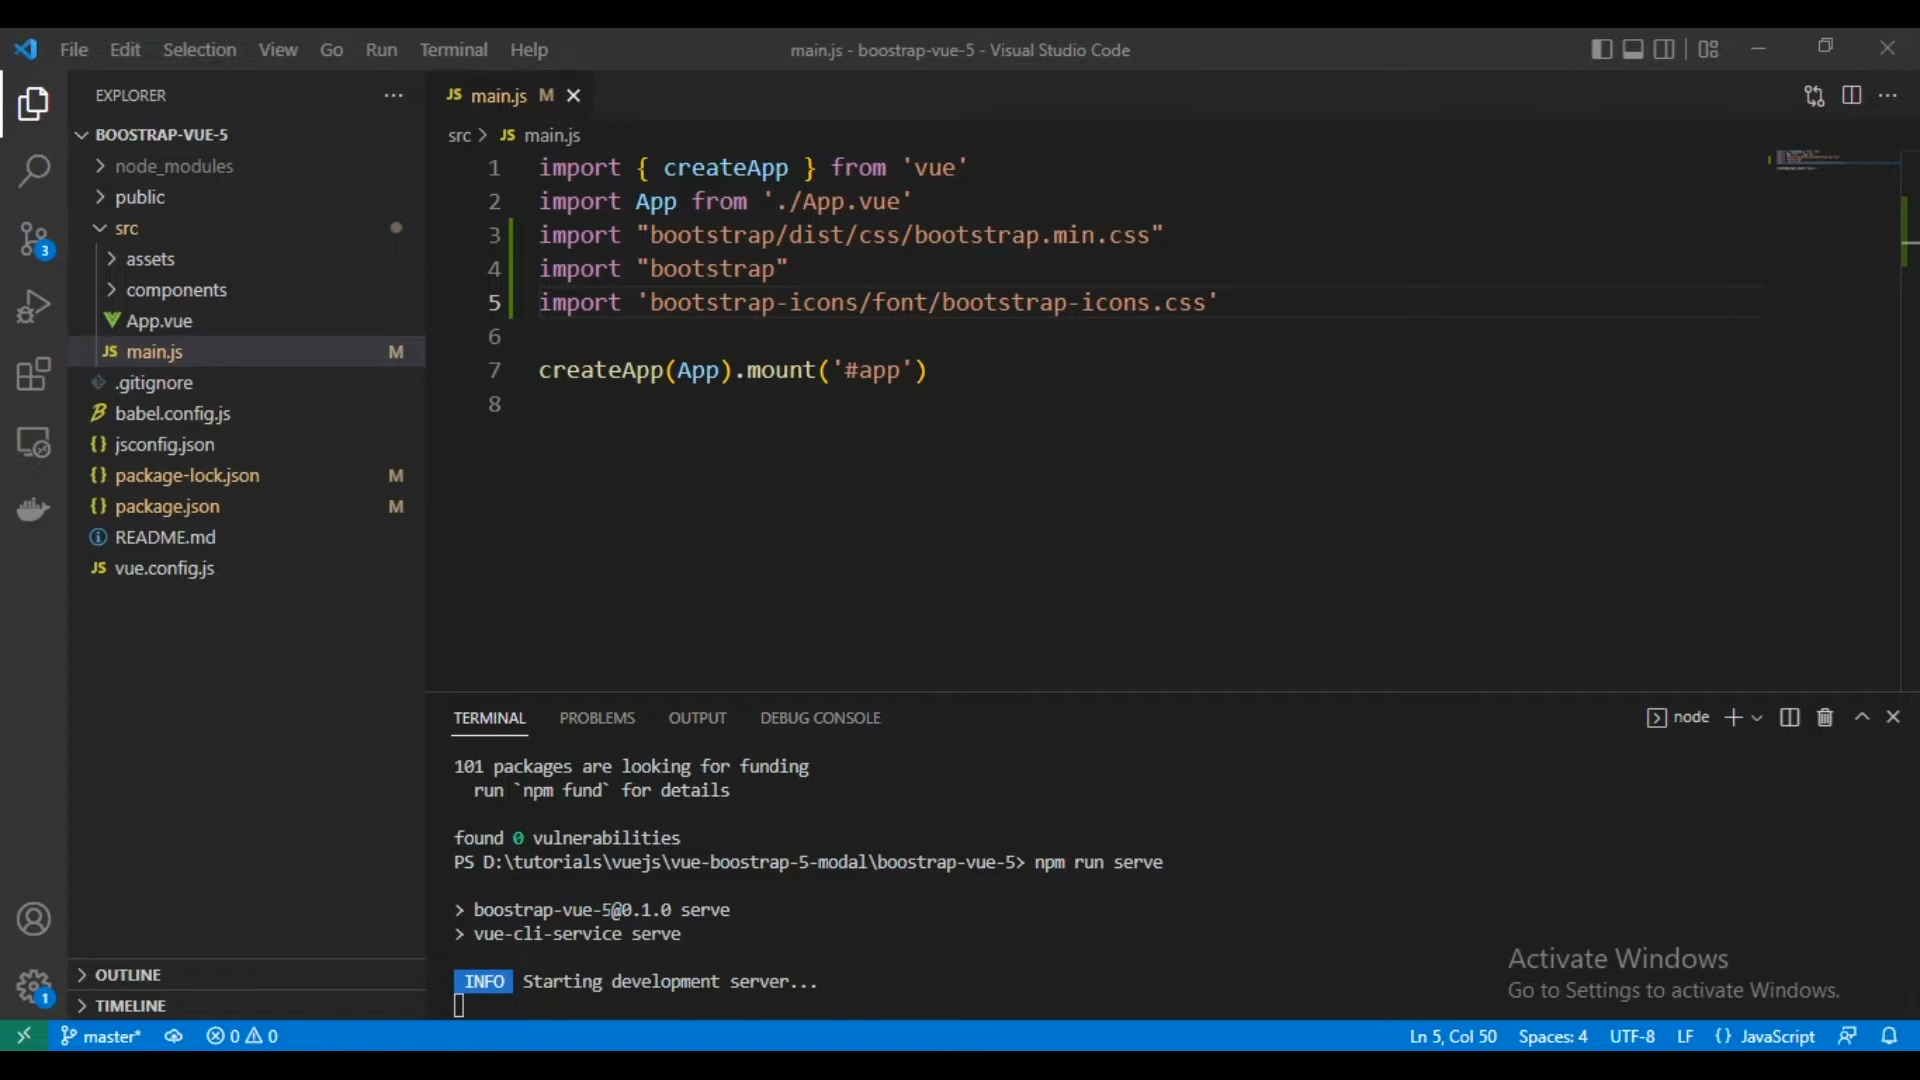 File Edit Selection View Go Run Terminal Help
main.js - boostrap-vue-5 - Visual Studio Code
EXPLORER
BOOSTRAP-VUE-5
node_modules
public
src
assets
components
App.vue
JS main.js M
.gitignore
babel.config.js
{} jsconfig.json
{} package-lock.json M
{} package.json M
README.md
JS vue.config.js
OUTLINE
TIMELINE
3
1
JS main.js M
src > JS main.js
1 import { createApp } from 'vue'
2 import App from './App.vue'
3 import "bootstrap/dist/css/bootstrap.min.css"
4 import "bootstrap"
5 import 'bootstrap-icons/font/bootstrap-icons.css'
6
7 createApp(App).mount('#app')
8
TERMINAL PROBLEMS OUTPUT DEBUG CONSOLE
node
101 packages are looking for funding
run `npm fund` for details
found 0 vulnerabilities
PS D:\tutorials\vuejs\vue-boostrap-5-modal\boostrap-vue-5> npm run serve
> boostrap-vue-5@0.1.0 serve
> vue-cli-service serve
INFO Starting development server...
Activate Windows
Go to Settings to activate Windows.
master* 0 0
Ln 5, Col 50 Spaces: 4 UTF-8 LF {} JavaScript